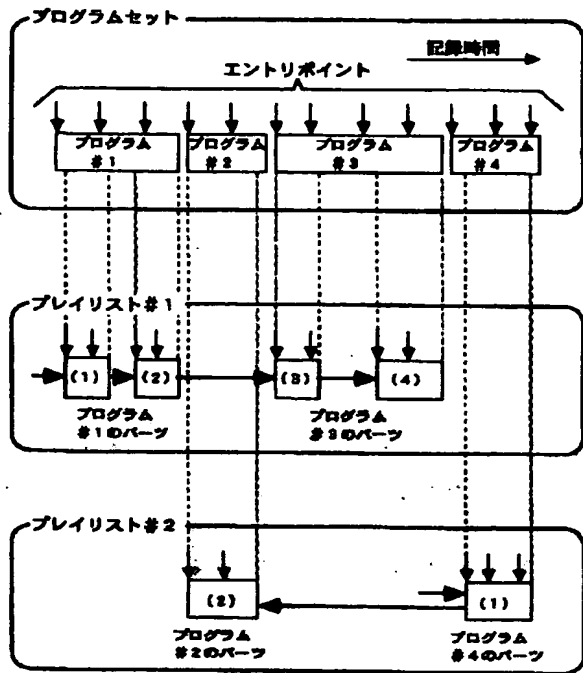 プログラムセット
記録時間
エントリポイント
プログラム
#1
プログラム
#2
プログラム
#3
プログラム
#4
プレイリスト#1
(1)
(2)
(3)
(4)
プログラム
#1のパーツ
プログラム
#3のパーツ
プレイリスト#2
(2)
(1)
プログラム
#2のパーツ
プログラム
#4のパーツ